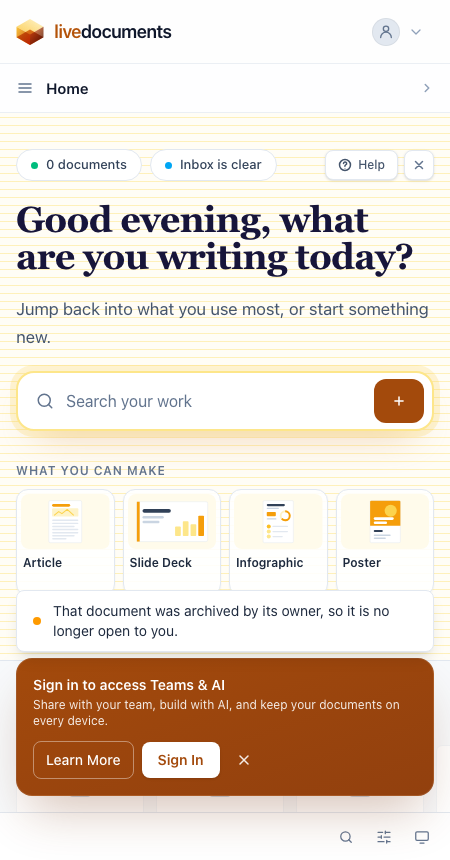 livedocuments
Home
0 documents
Inbox is clear
Help
Good evening, what
are you writing today?
Jump back into what you use most, or start something
new.
Search your work
WHAT YOU CAN MAKE
Article
Slide Deck
Infographic
Poster
That document was archived by its owner, so it is no
longer open to you.
Sign in to access Teams & AI
Share with your team, build with AI, and keep your documents on
every device.
Learn More
Sign In